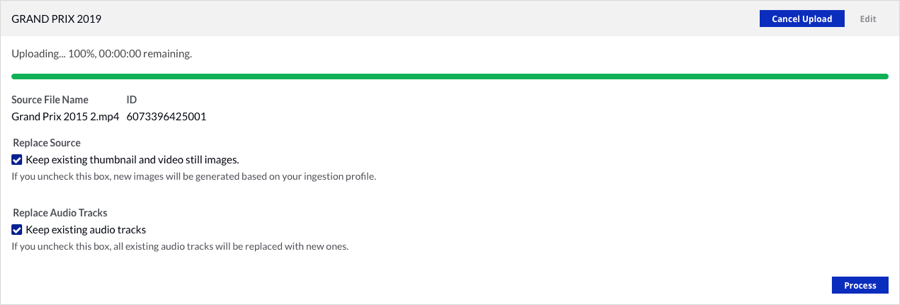 GRAND PRIX 2019 Cancel Upload Edit
Uploading... 100%, 00:00:00 remaining.
Source File Name ID
Grand Prix 2015 2.mp4 6073396425001
Replace Source
Keep existing thumbnail and video still images.
If you uncheck this box, new images will be generated based on your ingestion profile.
Replace Audio Tracks
Keep existing audio tracks
If you uncheck this box, all existing audio tracks will be replaced with new ones.
Process